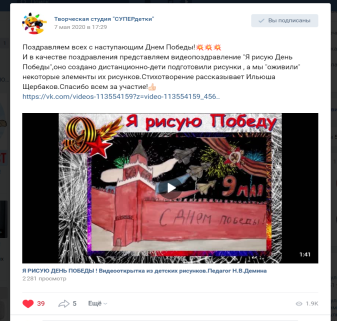 Творческая студия "СУПЕРдетки"
7 мая 2020 в 17:29
Вы подписаны
Поздравляем всех с наступающим Днем Победы!
И в качестве поздравления представляем видеопоздравление "Я рисую День
Победы",оно создано дистанционно-дети подготовили рисунки , а мы "оживили"
некоторые элементы их рисунков.Стихотворение рассказывает Ильюша
Щербаков.Спасибо всем за участие!
https://vk.com/videos-113554159?z=video-113554159_456..
Я рисую Победу
9 мая!
С Днем победы!
1:41
Я РИСУЮ ДЕНЬ ПОБЕДЫ ! Видеооткрытка из детских рисунков.Педагог Н.В.Демина
2 281 просмотр
39
5
Ещё
1.9K